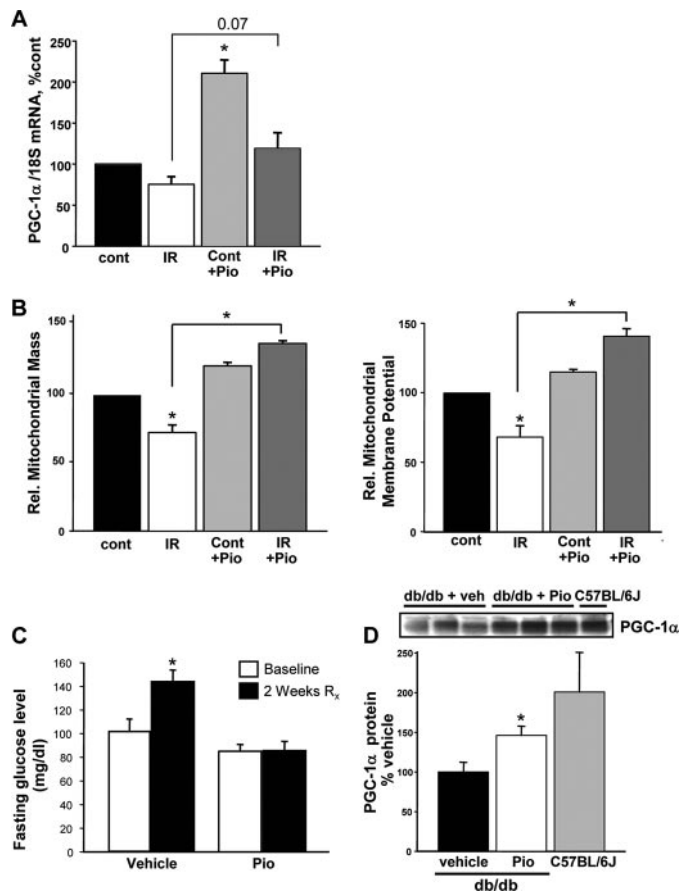 A
PGC-1α /18S mRNA, %cont
250
200
150
100
50
0
0.07
*
cont
IR
Cont
+Pio
IR
+Pio
B
Rel. Mitochondrial Mass
150
100
50
0
*
*
cont
IR
Cont
+Pio
IR
+Pio
Rel. Mitochondrial
Membrane Potential
150
100
50
0
*
*
cont
IR
Cont
+Pio
IR
+Pio
C
Fasting glucose level
(mg/dl)
160
140
120
100
80
60
40
20
0
*
Baseline
2 Weeks Rx
Vehicle
Pio
db/db + veh
db/db + Pio
C57BL/6J
PGC-1α
D
PGC-1α protein
% vehicle
250
200
150
100
50
0
*
vehicle
Pio
C57BL/6J
db/db